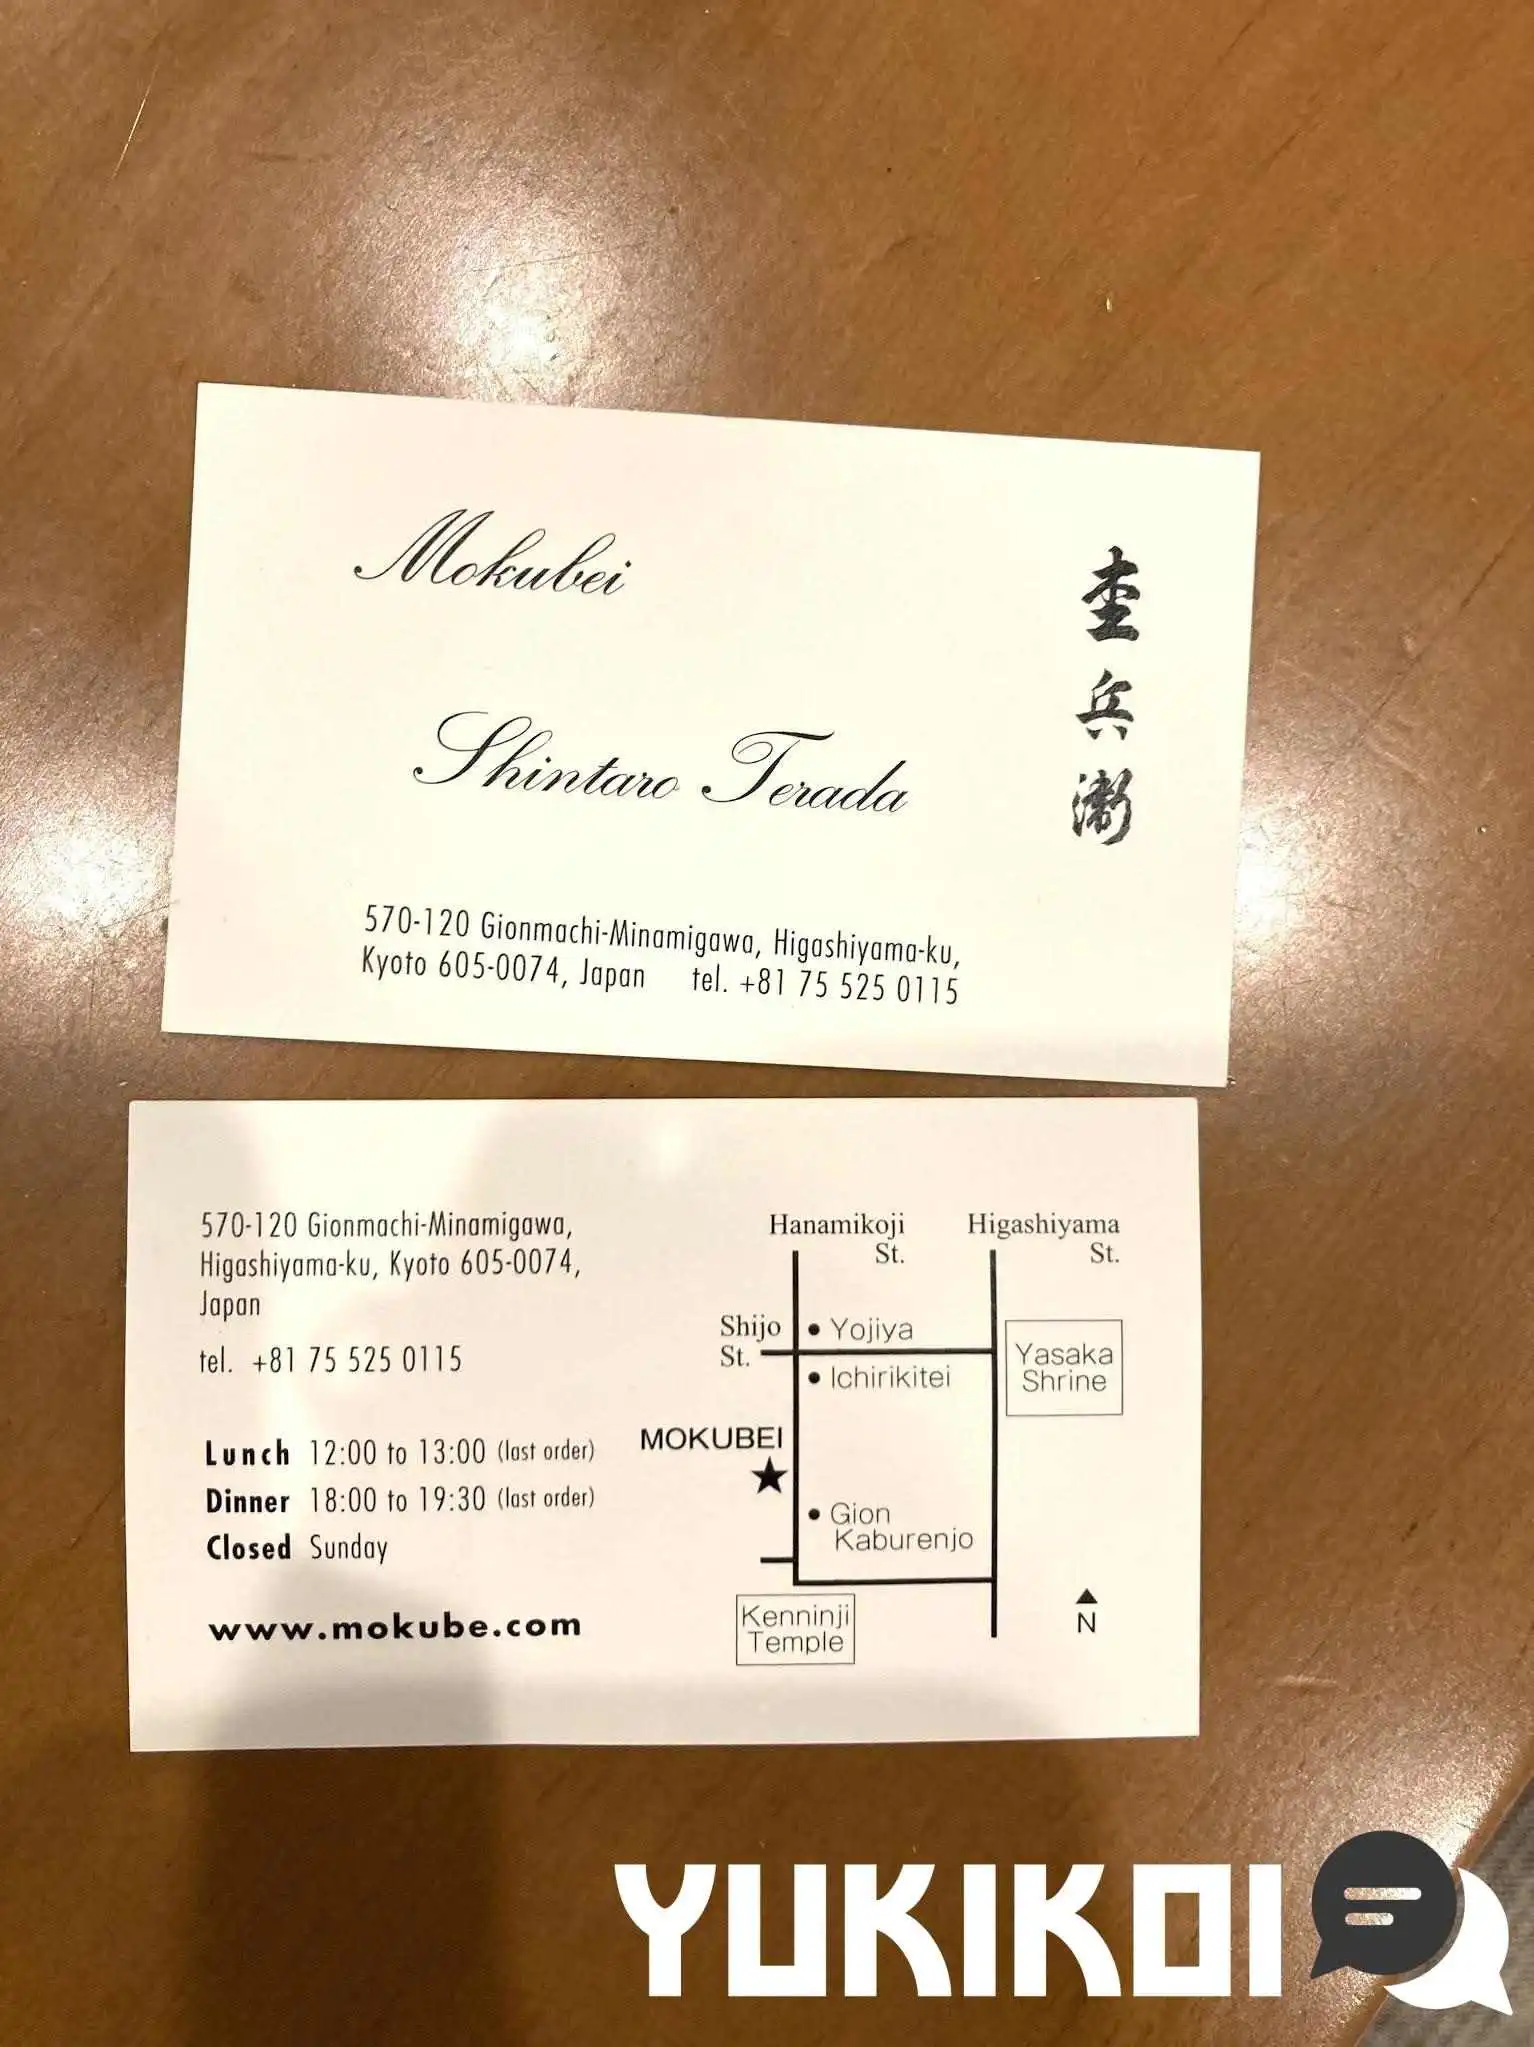 Mokubei
Shintaro Terada
杢兵衛
570-120 Gionmachi-Minamigawa, Higashiyama-ku,
Kyoto 605-0074, Japan tel. +81 75 525 0115
570-120 Gionmachi-Minamigawa,
Higashiyama-ku, Kyoto 605-0074,
Japan
tel. +81 75 525 0115
Lunch 12:00 to 13:00 (last order)
Dinner 18:00 to 19:30 (last order)
Closed Sunday
www.mokube.com
Hanamikoji
St.
Higashiyama
St.
Shijo
St.
Yojiya
Ichirikitei
Yasaka
Shrine
MOKUBEI
Gion
Kaburenjo
Kenninji
Temple
N
YUKIKOI